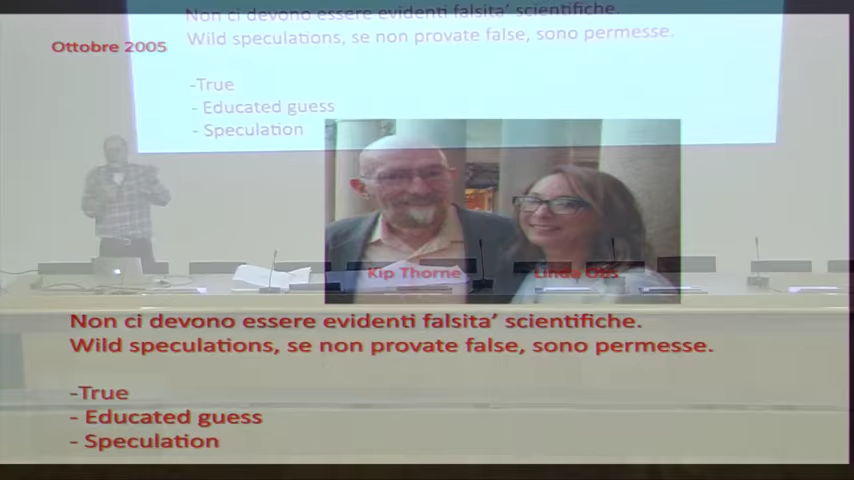 Non ci devono essere evidenti falsita' scientifiche.
Ottobre 2005
Wild speculations, se non provate false, sono permesse.
-True
- Educated guess
- Speculation
Kip Thorne
Non ci devono essere evidenti falsita' scientifiche.
Wild speculations, se non provate false, sono permesse.
-True
- Educated guess
- Speculation